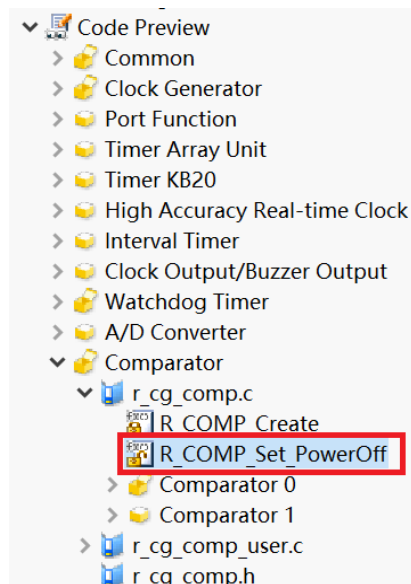 Code Preview
Common
Clock Generator
Port Function
Timer Array Unit
Timer KB20
High Accuracy Real-time Clock
Interval Timer
Clock Output/Buzzer Output
Watchdog Timer
A/D Converter
Comparator
r_cg_comp.c
R_COMP_Create
R_COMP_Set_PowerOff
Comparator 0
Comparator 1
r_cg_comp_user.c
r_cg_comp.h